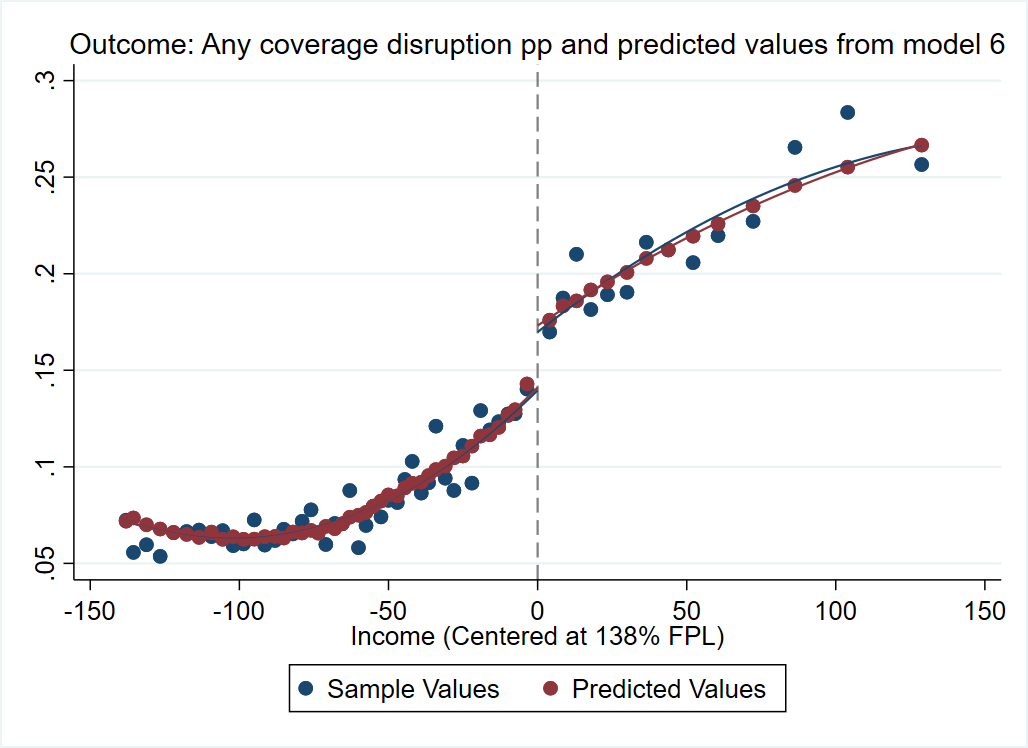 Outcome: Any coverage disruption pp and predicted values from model 6
.3
.25
.2
.15
.1
.05
-150 -100 -50 0 50 100 150
Income (Centered at 138% FPL)
Sample Values Predicted Values